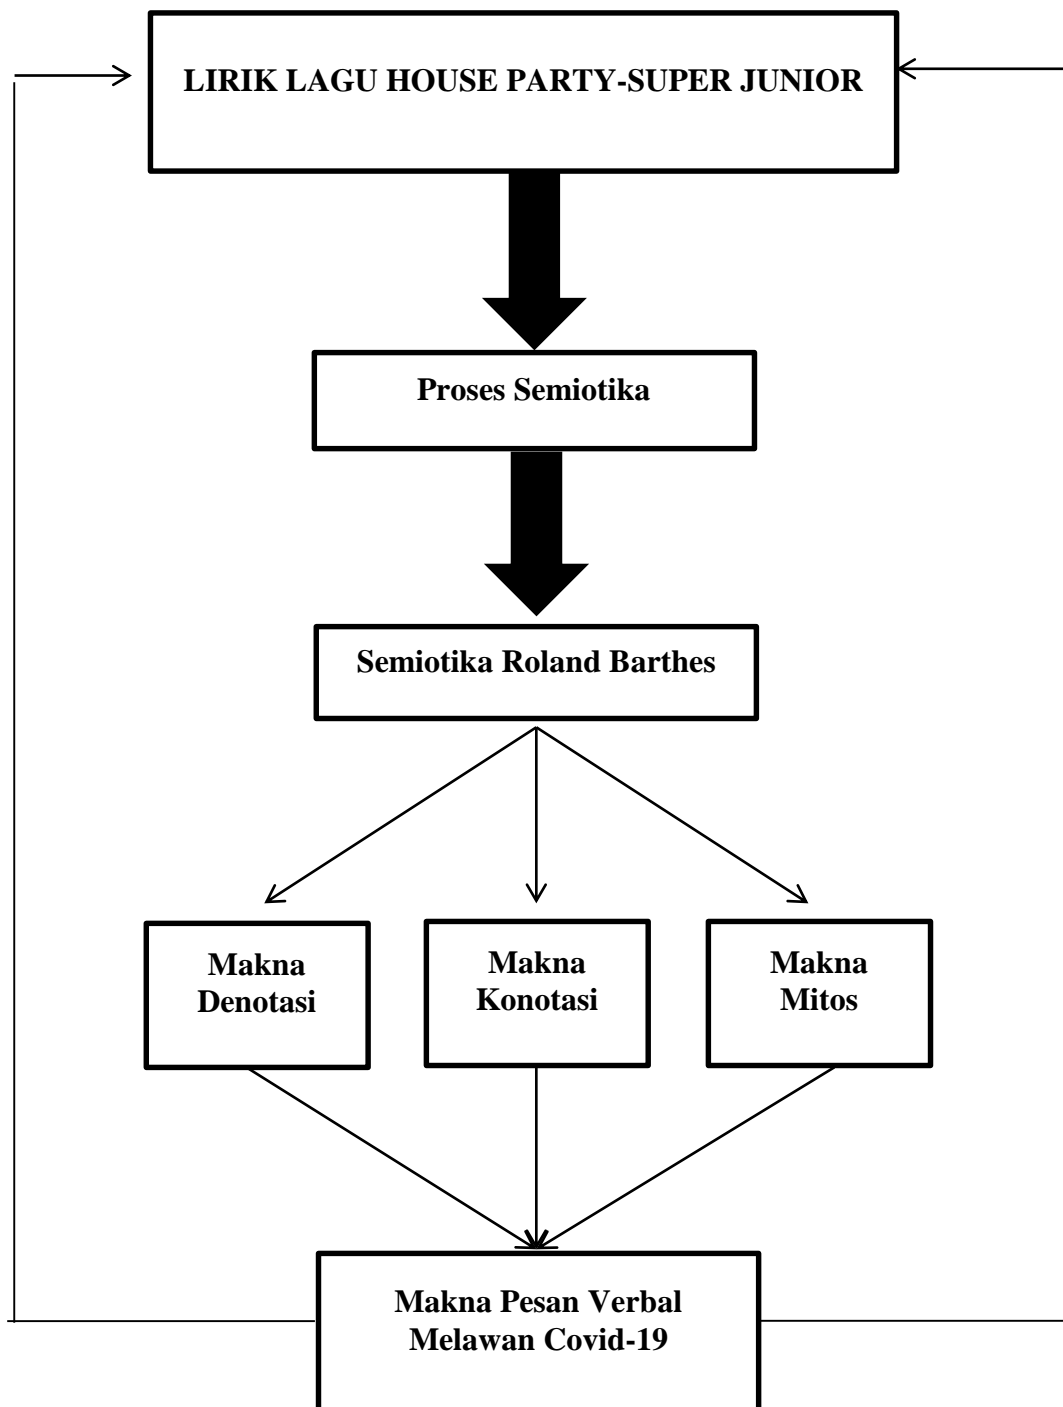 LIRIK LAGU HOUSE PARTY-SUPER JUNIOR
Proses Semiotika
Semiotika Roland Barthes
Makna
Denotasi
Makna
Konotasi
Makna
Mitos
Makna Pesan Verbal
Melawan Covid-19